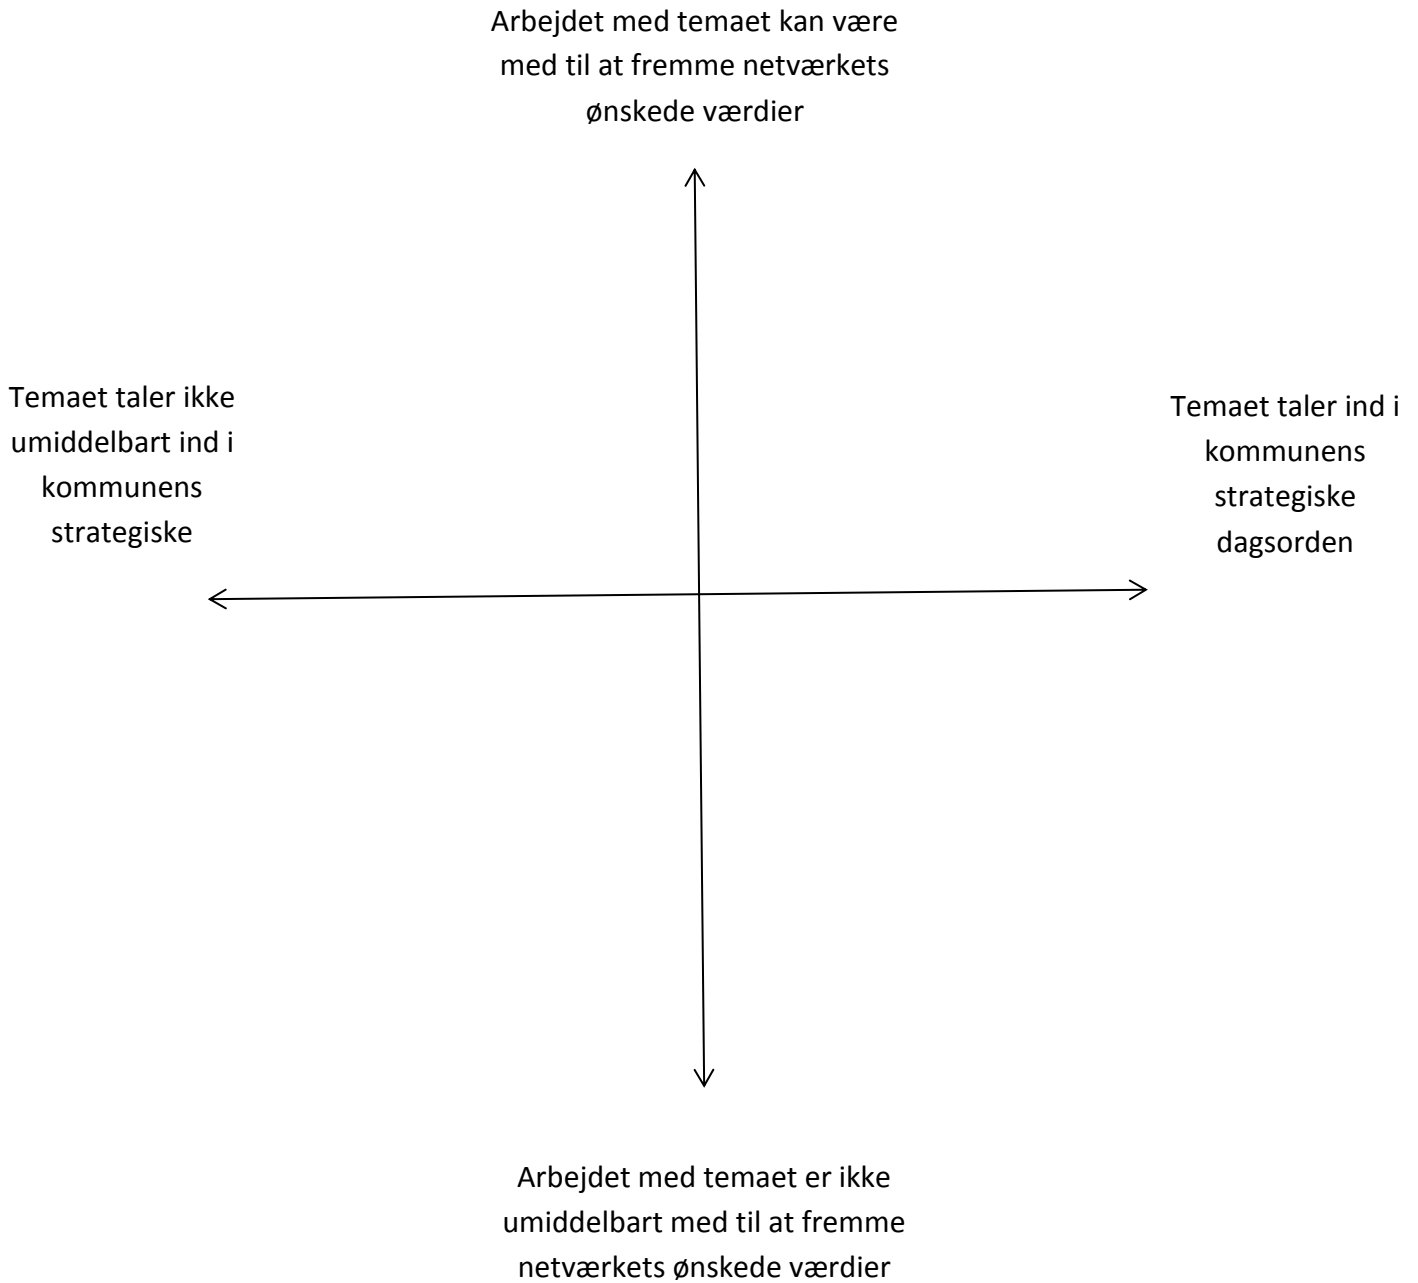 Arbejdet med temaet kan være
med til at fremme netværkets
ønskede værdier
Temaet taler ikke
umiddelbart ind i
kommunens
strategiske
Temaet taler ind i
kommunens
strategiske
dagsorden
Arbejdet med temaet er ikke
umiddelbart med til at fremme
netværkets ønskede værdier